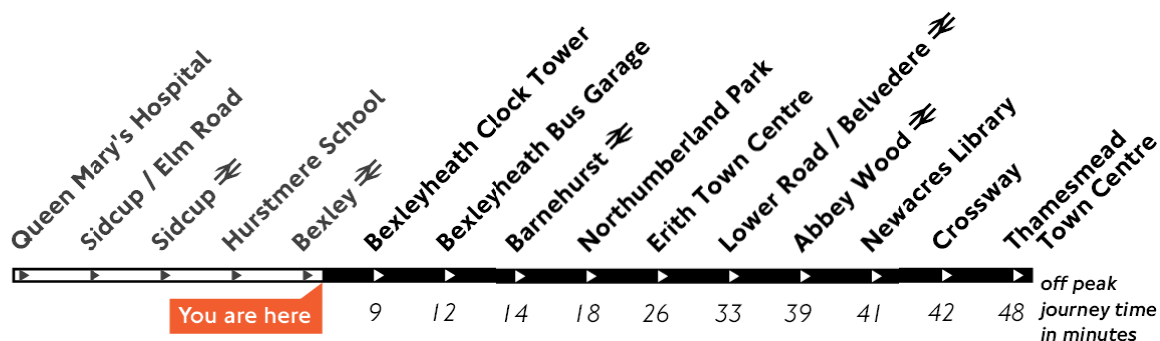 Queen Mary's Hospital
Sidcup / Elm Road
Sidcup
Hurstmere School
Bexley
Bexleyheath Clock Tower
Bexleyheath Bus Garage
Barnehurst
Northumberland Park
Erith Town Centre
Lower Road / Belvedere
Abbey Wood
Newacres Library
Crossway
Thamesmead
Town Centre
You are here
9 12 14 18 26 33 39 41 42 48
off peak
journey time
in minutes